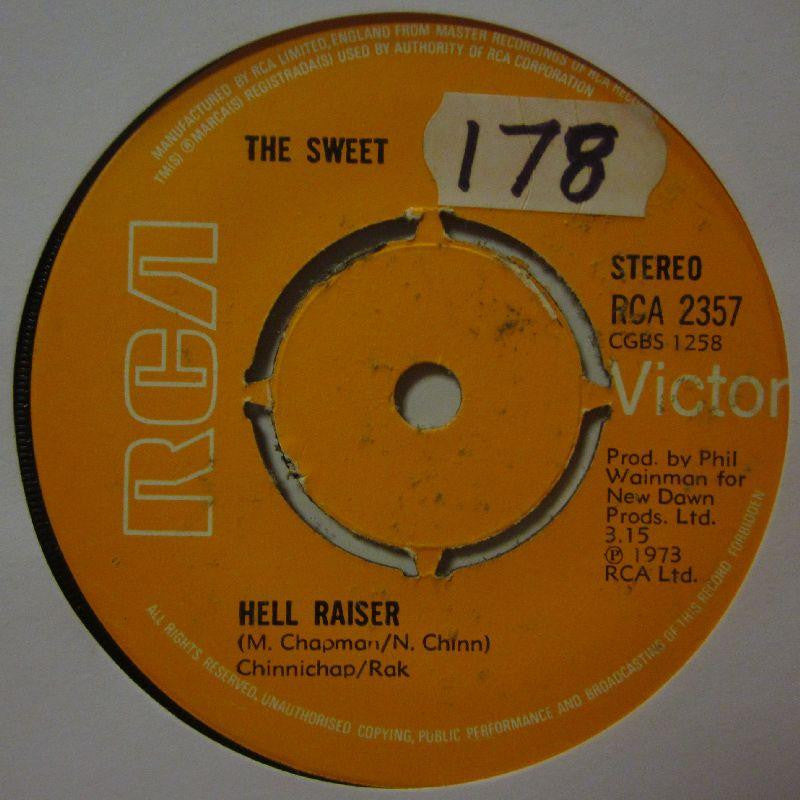 MANUFACTURED BY RCA LIMITED, ENGLAND FROM MASTER RECORDINGS OF RCA
TM(S) ® MARCA(S) REGISTRADA(S) USED BY AUTHORITY OF RCA CORPORATION
THE SWEET
178
RCA
STEREO
RCA 2357
CGBS 1258
Victor
Prod. by Phil
Wainman for
New Dawn
Prods. Ltd.
3.15
℗ 1973
RCA Ltd.
HELL RAISER
(M. Chapman/N. Chinn)
Chinnichap/Rak
ALL RIGHTS RESERVED. UNAUTHORISED COPYING, PUBLIC PERFORMANCE AND BROADCASTING OF THIS RECORD FORBIDDEN